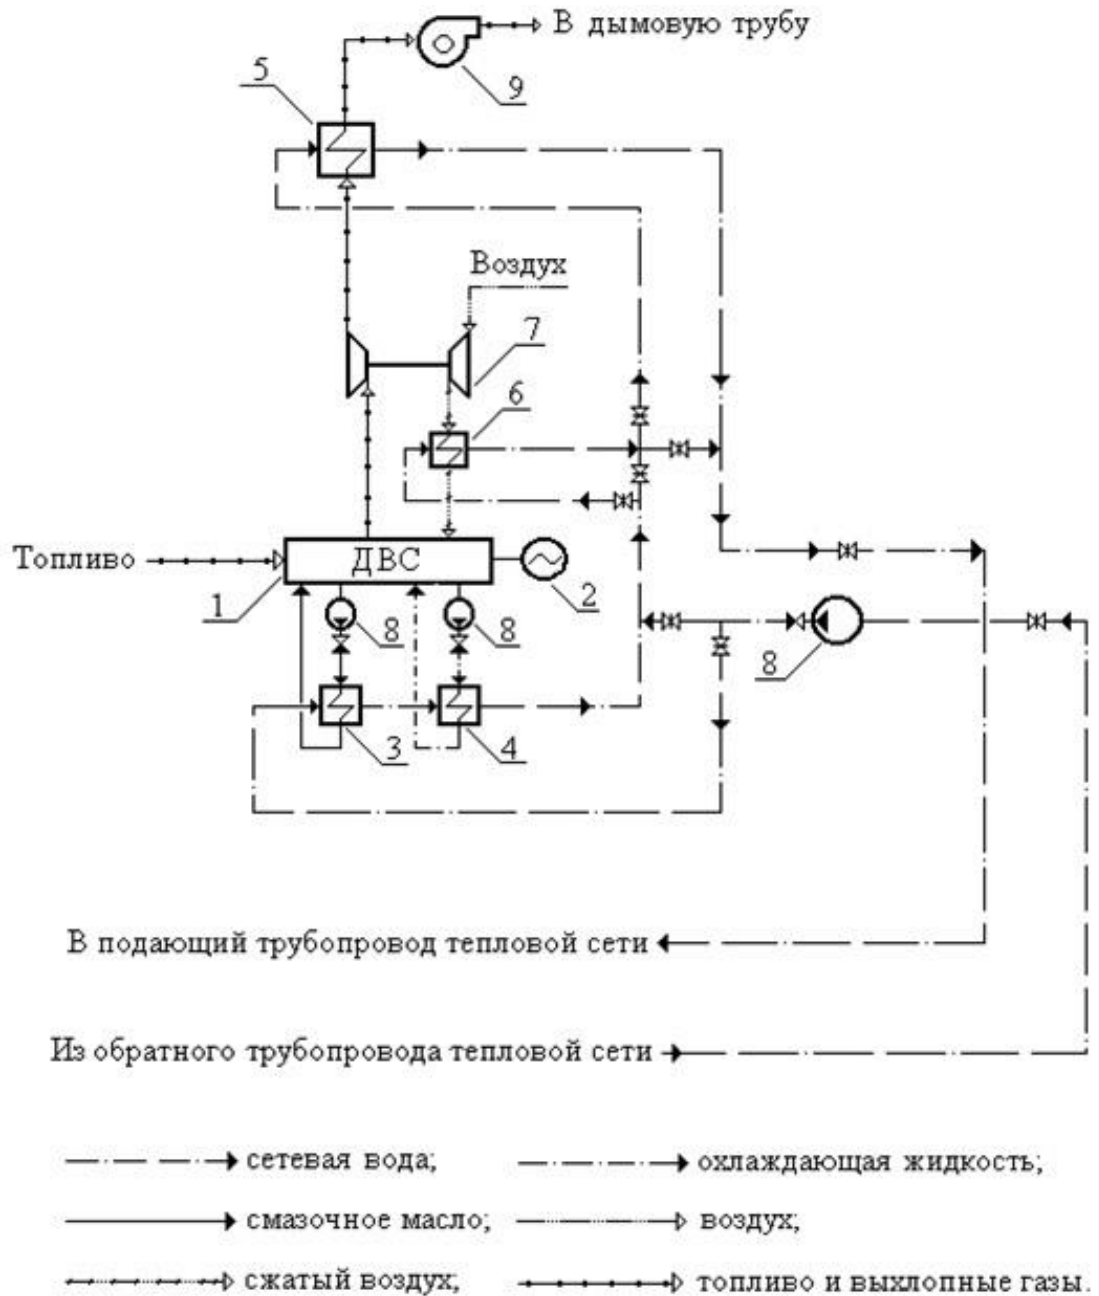 В дымовую трубу
5
9
Воздух
7
6
Топливо
ДВС
1
2
8
8
8
3
4
В подающий трубопровод тепловой сети
Из обратного трубопровода тепловой сети
сетевая вода;
охлаждающая жидкость;
смазочное масло;
воздух;
сжатый воздух;
топливо и выхлопные газы.